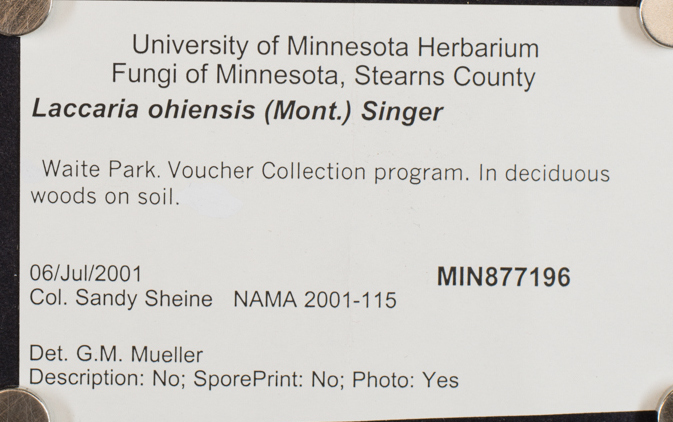 University of Minnesota Herbarium
Fungi of Minnesota, Stearns County
Laccaria ohiensis (Mont.) Singer
Waite Park. Voucher Collection program. In deciduous
woods on soil.
06/Jul/2001
MIN877196
Col. Sandy Sheine NAMA 2001-115
Det. G.M. Mueller
Description: No; SporePrint: No; Photo: Yes